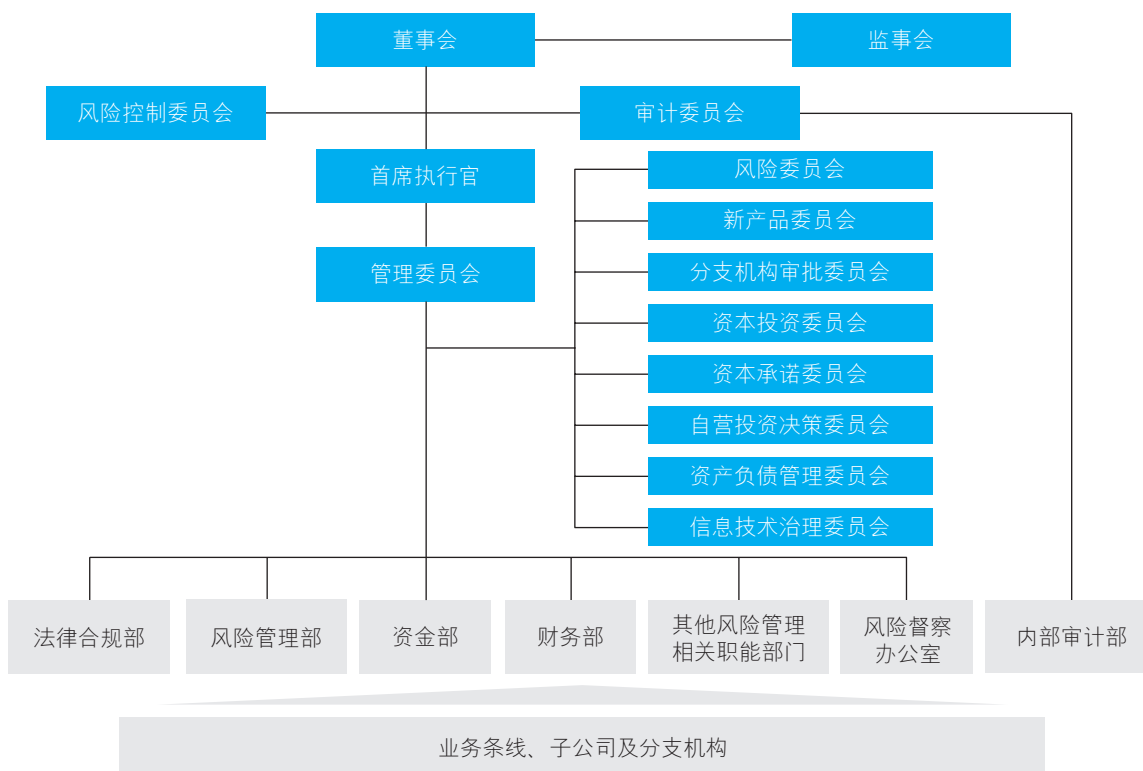 董事会
监事会
风险控制委员会
审计委员会
首席执行官
管理委员会
风险委员会
新产品委员会
分支机构审批委员会
资本投资委员会
资本承诺委员会
自营投资决策委员会
资产负债管理委员会
信息技术治理委员会
法律合规部
风险管理部
资金部
财务部
其他风险管理
相关职能部门
风险督察
办公室
内部审计部
业务条线、子公司及分支机构